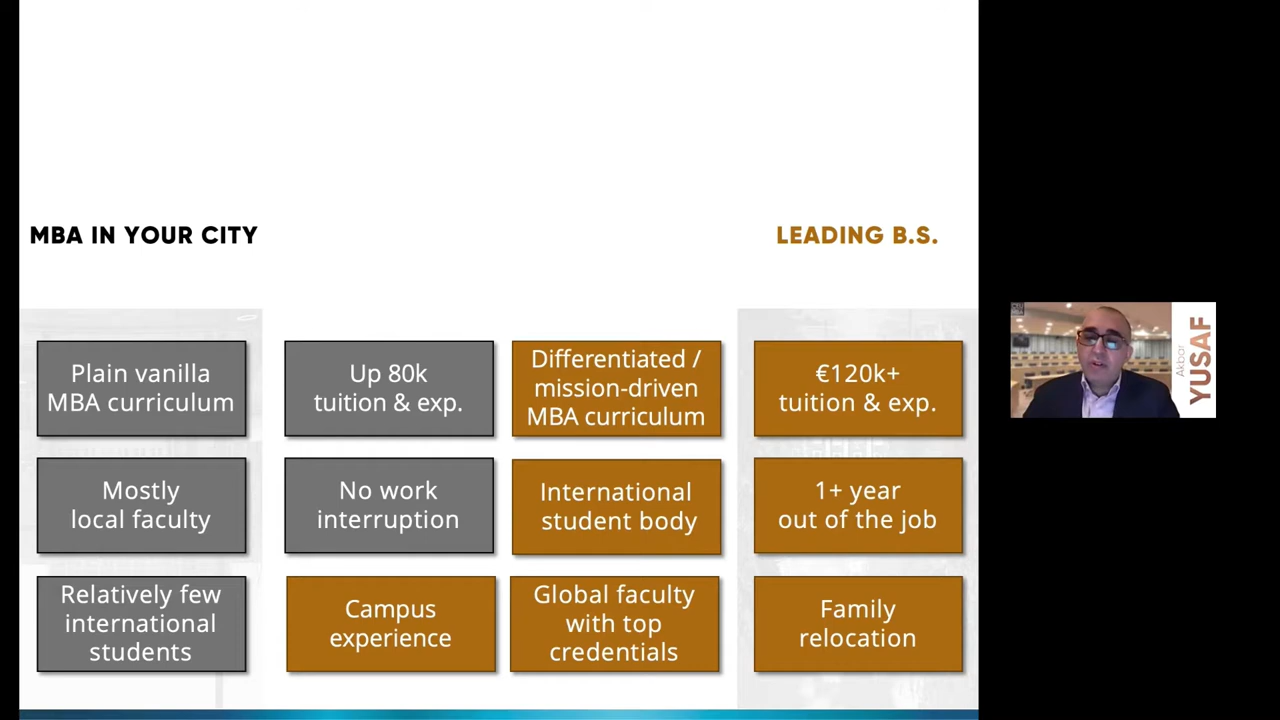 MBA IN YOUR CITY
LEADING B.S.
Plain vanilla
MBA curriculum
Up 80k
tuition & exp.
Differentiated /
mission-driven
MBA curriculum
€120k+
tuition & exp.
Mostly
local faculty
No work
interruption
International
student body
1+ year
out of the job
Relatively few
international
students
Campus
experience
Global faculty
with top
credentials
Family
relocation
Akbar
YUSAF